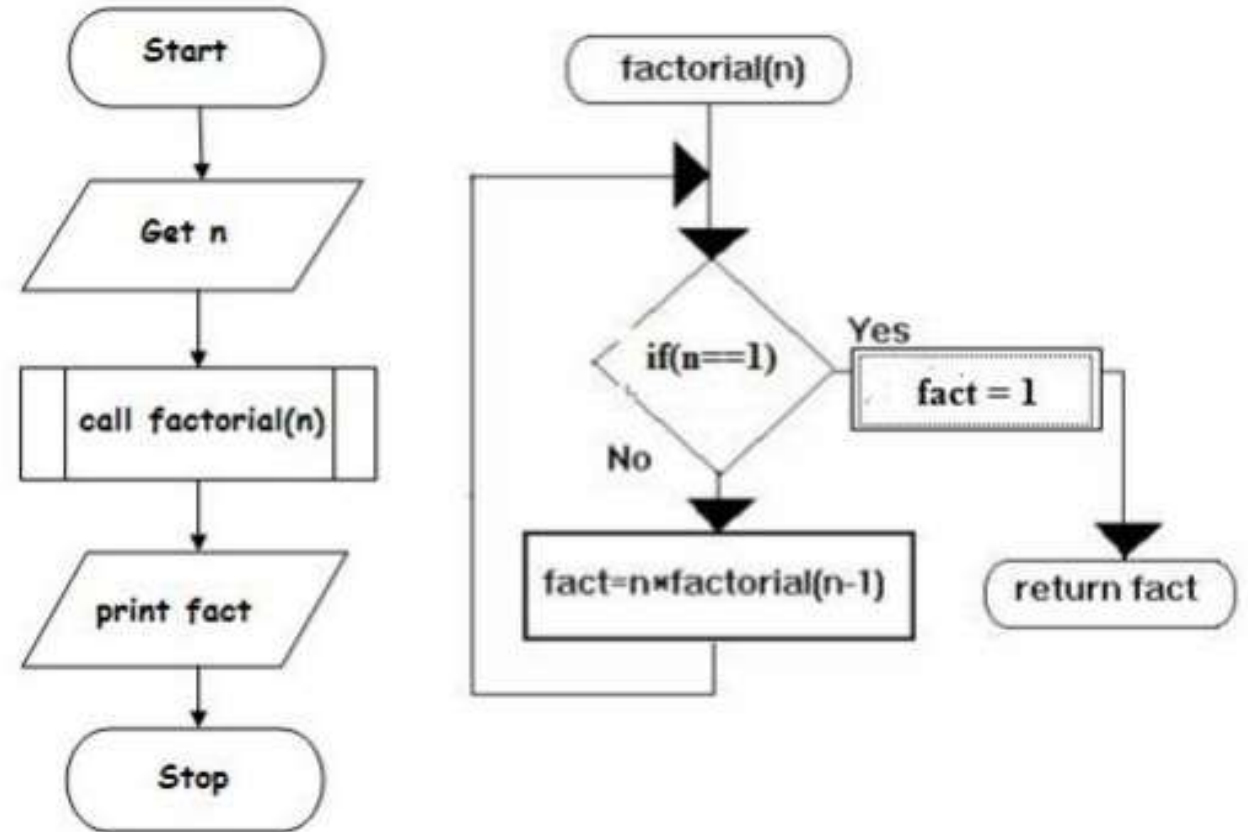 Start
Get n
call factorial(n)
print fact
Stop
factorial(n)
if(n==1)
Yes
fact = 1
No
fact=n*factorial(n-1)
return fact